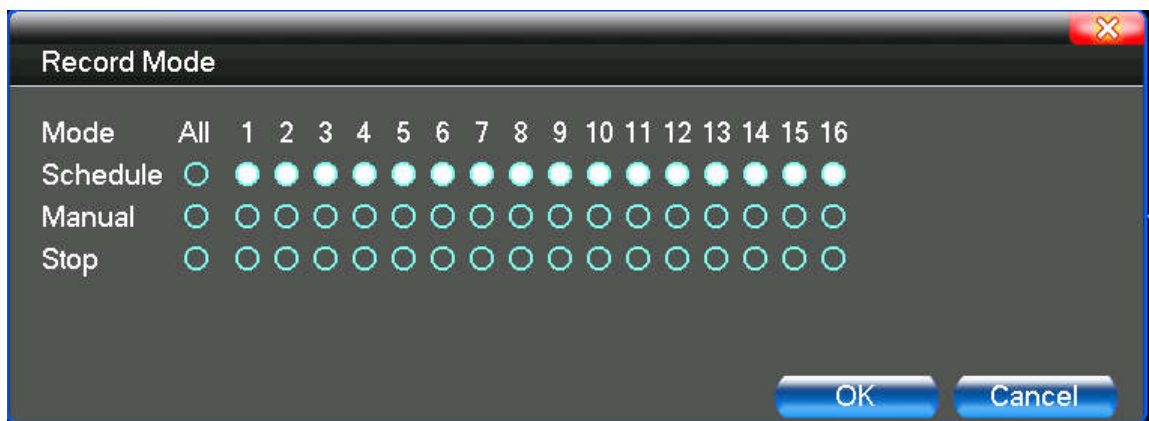 Record Mode
Mode All 1 2 3 4 5 6 7 8 9 10 11 12 13 14 15 16
Schedule
Manual
Stop
OK Cancel